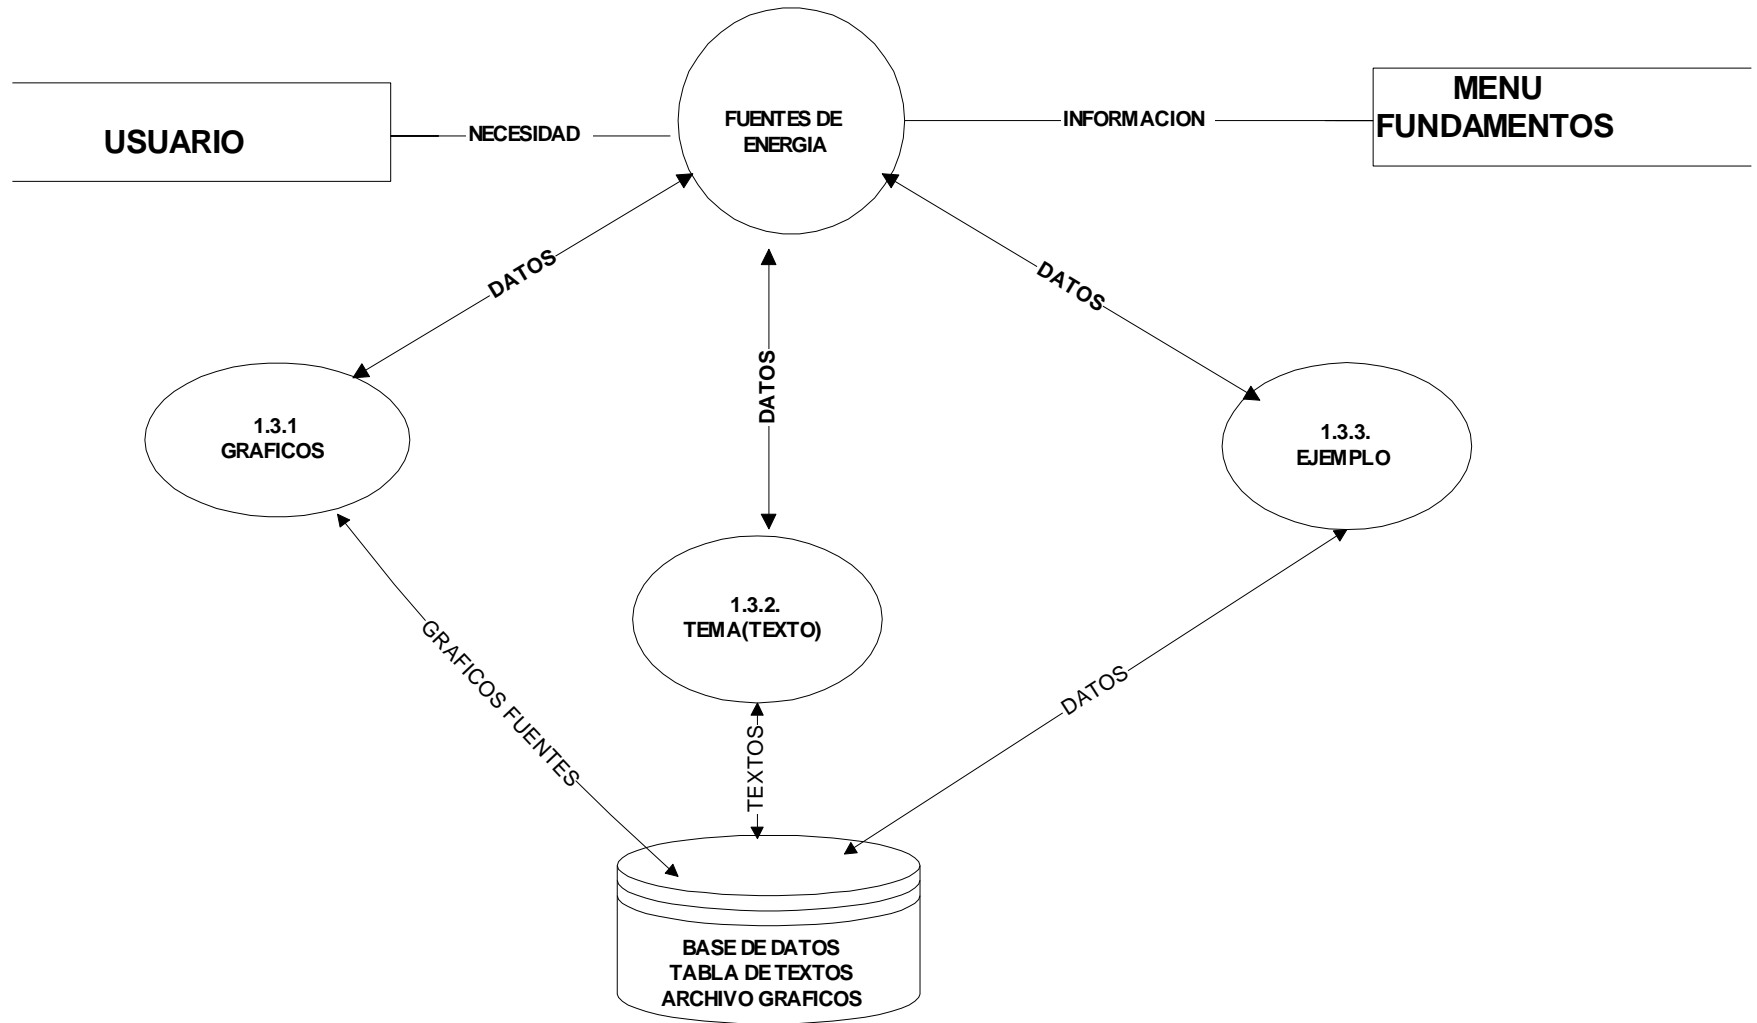 MENU
FUNDAMENTOS
USUARIO
NECESIDAD
FUENTES DE
ENERGIA
INFORMACION
DATOS
DATOS
DATOS
1.3.1
GRAFICOS
1.3.3.
EJEMPLO
1.3.2.
TEMA(TEXTO)
GRAFICOS FUENTES
TEXTOS
DATOS
BASE DE DATOS
TABLA DE TEXTOS
ARCHIVO GRAFICOS